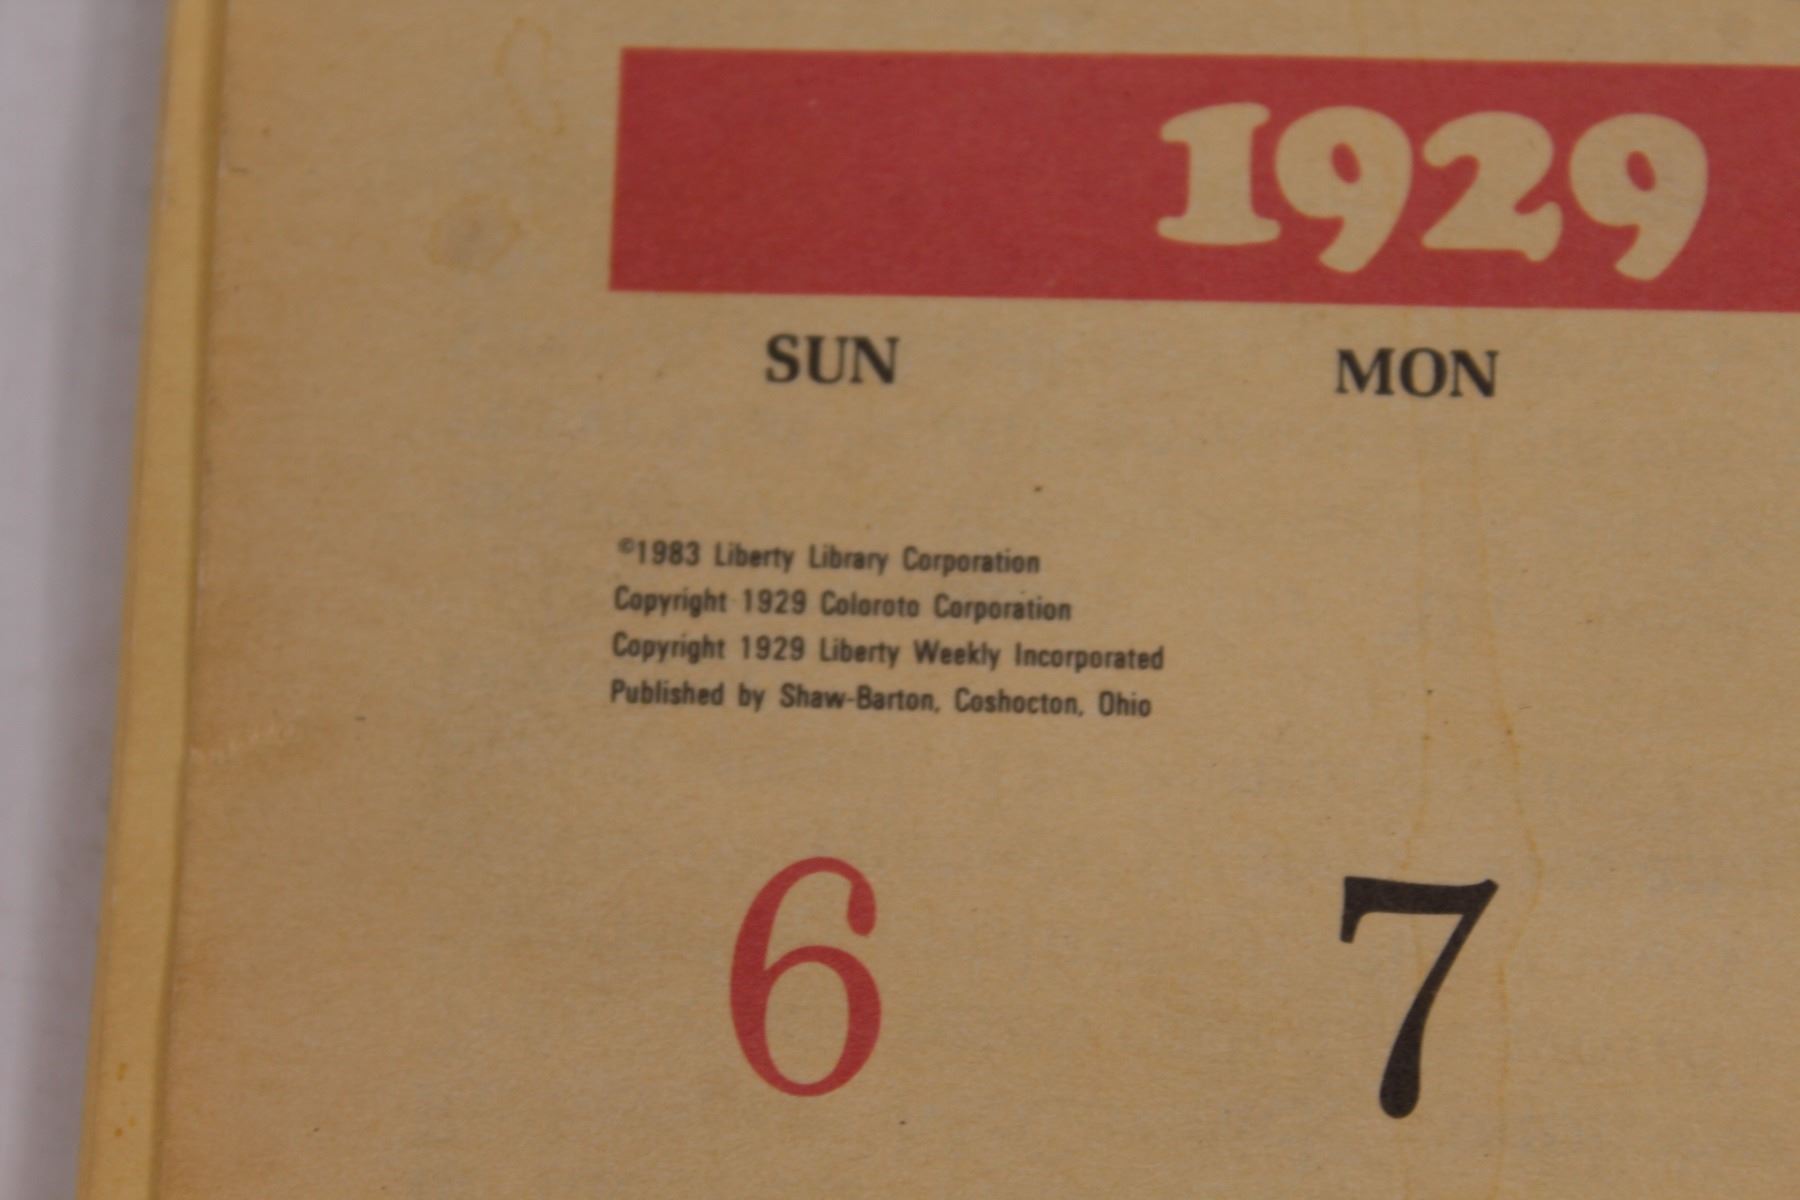 1929
SUN MON
©1983 Liberty Library Corporation
Copyright 1929 Coloroto Corporation
Copyright 1929 Liberty Weekly Incorporated
Published by Shaw-Barton, Coshocton, Ohio
6 7